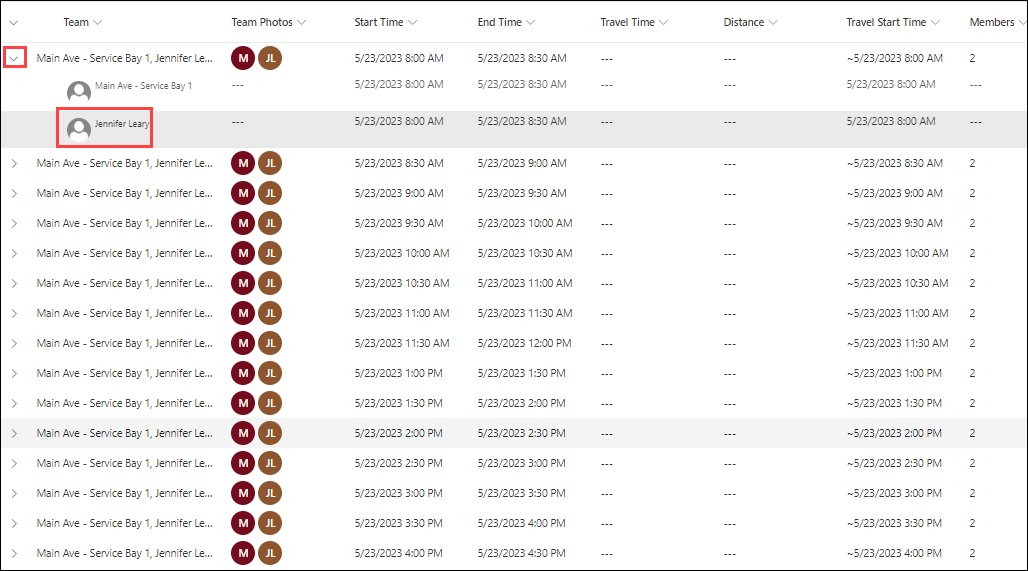 Team Team Photos Start Time End Time Travel Time Distance Travel Start Time Members
Main Ave - Service Bay 1, Jennifer Le... M JL 5/23/2023 8:00 AM 5/23/2023 8:30 AM --- --- ~5/23/2023 8:00 AM 2
Main Ave - Service Bay 1 --- 5/23/2023 8:00 AM 5/23/2023 8:30 AM --- --- 5/23/2023 8:00 AM ---
Jennifer Leary --- 5/23/2023 8:00 AM 5/23/2023 8:30 AM --- --- 5/23/2023 8:00 AM ---
Main Ave - Service Bay 1, Jennifer Le... M JL 5/23/2023 8:30 AM 5/23/2023 9:00 AM --- --- ~5/23/2023 8:30 AM 2
Main Ave - Service Bay 1, Jennifer Le... M JL 5/23/2023 9:00 AM 5/23/2023 9:30 AM --- --- ~5/23/2023 9:00 AM 2
Main Ave - Service Bay 1, Jennifer Le... M JL 5/23/2023 9:30 AM 5/23/2023 10:00 AM --- --- ~5/23/2023 9:30 AM 2
Main Ave - Service Bay 1, Jennifer Le... M JL 5/23/2023 10:00 AM 5/23/2023 10:30 AM --- --- ~5/23/2023 10:00 AM 2
Main Ave - Service Bay 1, Jennifer Le... M JL 5/23/2023 10:30 AM 5/23/2023 11:00 AM --- --- ~5/23/2023 10:30 AM 2
Main Ave - Service Bay 1, Jennifer Le... M JL 5/23/2023 11:00 AM 5/23/2023 11:30 AM --- --- ~5/23/2023 11:00 AM 2
Main Ave - Service Bay 1, Jennifer Le... M JL 5/23/2023 11:30 AM 5/23/2023 12:00 PM --- --- ~5/23/2023 11:30 AM 2
Main Ave - Service Bay 1, Jennifer Le... M JL 5/23/2023 1:00 PM 5/23/2023 1:30 PM --- --- ~5/23/2023 1:00 PM 2
Main Ave - Service Bay 1, Jennifer Le... M JL 5/23/2023 1:30 PM 5/23/2023 2:00 PM --- --- ~5/23/2023 1:30 PM 2
Main Ave - Service Bay 1, Jennifer Le... M JL 5/23/2023 2:00 PM 5/23/2023 2:30 PM --- --- ~5/23/2023 2:00 PM 2
Main Ave - Service Bay 1, Jennifer Le... M JL 5/23/2023 2:30 PM 5/23/2023 3:00 PM --- --- ~5/23/2023 2:30 PM 2
Main Ave - Service Bay 1, Jennifer Le... M JL 5/23/2023 3:00 PM 5/23/2023 3:30 PM --- --- ~5/23/2023 3:00 PM 2
Main Ave - Service Bay 1, Jennifer Le... M JL 5/23/2023 3:30 PM 5/23/2023 4:00 PM --- --- ~5/23/2023 3:30 PM 2
Main Ave - Service Bay 1, Jennifer Le... M JL 5/23/2023 4:00 PM 5/23/2023 4:30 PM --- --- ~5/23/2023 4:00 PM 2